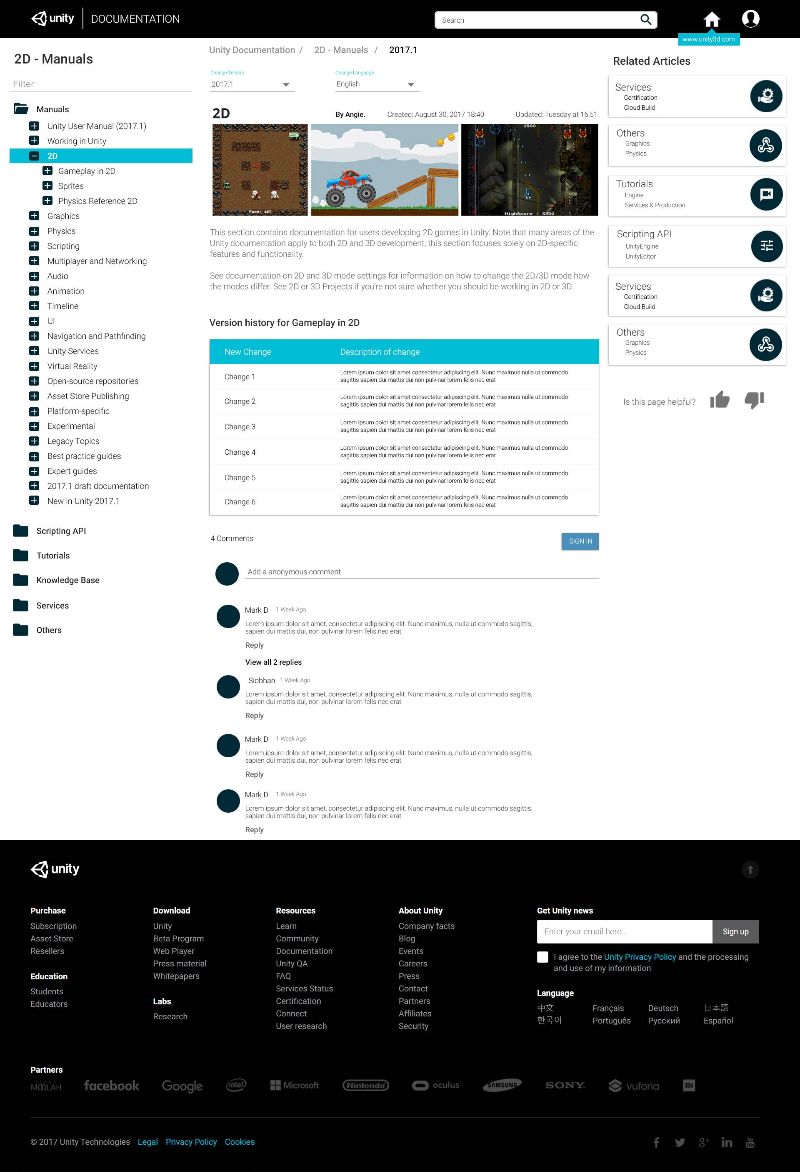 unity
DOCUMENTATION
Search
www.unity3d.com
2D - Manuals
Filter
Manuals
Unity User Manual (2017.1)
Working in Unity
2D
Gameplay in 2D
Sprites
Physics Reference 2D
Graphics
Physics
Scripting
Multiplayer and Networking
Audio
Animation
Timeline
UI
Navigation and Pathfinding
Unity Services
Virtual Reality
Open-source repositories
Asset Store Publishing
Platform-specific
Experimental
Legacy Topics
Best practice guides
Expert guides
2017.1 draft documentation
New in Unity 2017.1
Scripting API
Tutorials
Knowledge Base
Services
Others
Unity Documentation / 2D - Manuals / 2017.1
Change Version
2017.1
Change Language
English
2D
By Angie.
Created: August 30, 2017 18:40
Updated: Tuesday at 16:51
This section contains documentation for users developing 2D games in Unity. Note that many areas of the
Unity documentation apply to both 2D and 3D development; this section focuses solely on 2D-specific
features and functionality.
See documentation on 2D and 3D mode settings for information on how to change the 2D/3D mode how
the modes differ. See 2D or 3D Projects if you're not sure whether you should be working in 2D or 3D.
Version history for Gameplay in 2D
New Change Description of change
Change 1 Lorem ipsum dolor sit amet consectetur adipiscing elit. Nunc maximus nulla ut commodo
sagittis sapien dui mattis dui non pulvinar lorem felis nec erat
Change 2 Lorem ipsum dolor sit amet consectetur adipiscing elit. Nunc maximus nulla ut commodo
sagittis sapien dui mattis dui non pulvinar lorem felis nec erat
Change 3 Lorem ipsum dolor sit amet consectetur adipiscing elit. Nunc maximus nulla ut commodo
sagittis sapien dui mattis dui non pulvinar lorem felis nec erat
Change 4 Lorem ipsum dolor sit amet consectetur adipiscing elit. Nunc maximus nulla ut commodo
sagittis sapien dui mattis dui non pulvinar lorem felis nec erat
Change 5 Lorem ipsum dolor sit amet consectetur adipiscing elit. Nunc maximus nulla ut commodo
sagittis sapien dui mattis dui non pulvinar lorem felis nec erat
Change 6 Lorem ipsum dolor sit amet consectetur adipiscing elit. Nunc maximus nulla ut commodo
sagittis sapien dui mattis dui non pulvinar lorem felis nec erat
4 Comments
SIGN IN
Add a anonymous comment
Mark D 1 Week Ago
Lorem ipsum dolor sit amet, consectetur adipiscing elit. Nunc maximus, nulla ut commodo sagittis,
sapien dui mattis dui, non pulvinar lorem felis nec erat
Reply
View all 2 replies
Siobhan 1 Week Ago
Lorem ipsum dolor sit amet, consectetur adipiscing elit. Nunc maximus, nulla ut commodo sagittis,
sapien dui mattis dui, non pulvinar lorem felis nec erat
Reply
Mark D 1 Week Ago
Lorem ipsum dolor sit amet, consectetur adipiscing elit. Nunc maximus, nulla ut commodo sagittis,
sapien dui mattis dui, non pulvinar lorem felis nec erat
Reply
Mark D 1 Week Ago
Lorem ipsum dolor sit amet, consectetur adipiscing elit. Nunc maximus, nulla ut commodo sagittis,
sapien dui mattis dui, non pulvinar lorem felis nec erat
Reply
Related Articles
Services
Certification
Cloud Build
Others
Graphics
Physics
Tutorials
Engine
Services & Production
Scripting API
UnityEngine
UnityEditor
Services
Certification
Cloud Build
Others
Graphics
Physics
Is this page helpful?
unity
Purchase
Subscription
Asset Store
Resellers
Education
Students
Educators
Download
Unity
Beta Program
Web Player
Press material
Whitepapers
Labs
Research
Resources
Learn
Community
Documentation
Unity QA
FAQ
Services Status
Certification
Connect
User research
About Unity
Company facts
Blog
Events
Careers
Press
Contact
Partners
Affiliates
Security
Get Unity news
Enter your email here...
Sign up
I agree to the Unity Privacy Policy and the processing
and use of my information
Language
中文 Français Deutsch 日本語
한국어 Português Русский Español
Partners
MOOLAH facebook Google intel Microsoft Nintendo oculus SAMSUNG SONY vuforia
© 2017 Unity Technologies Legal Privacy Policy Cookies